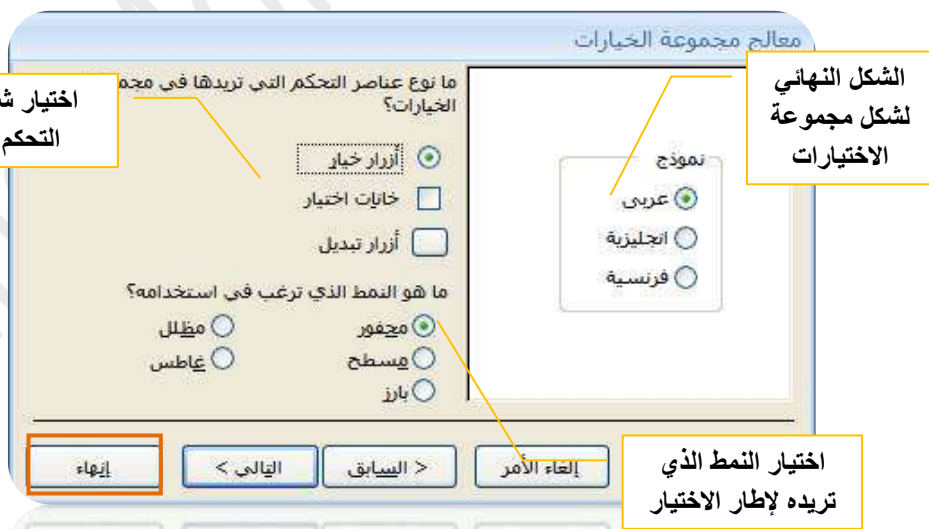 معالج مجموعة الخيارات
الشكل النهائي
لشكل مجموعة
الاختيارات
نموذج
عربى
انجليزية
فرنسية
ما نوع عناصر التحكم التي تريدها في
الخيارات؟
اختيار
التحكم
أزرار خيار
خانات اختيار
أزرار تبديل
ما هو النمط الذي ترغب في استخدامه؟
محفور
مظلل
مسطح
غاطس
بارز
إلغاء الأمر
< السابق
التالي >
إنهاء
اختيار النمط الذي
تريده لإطار الاختيار